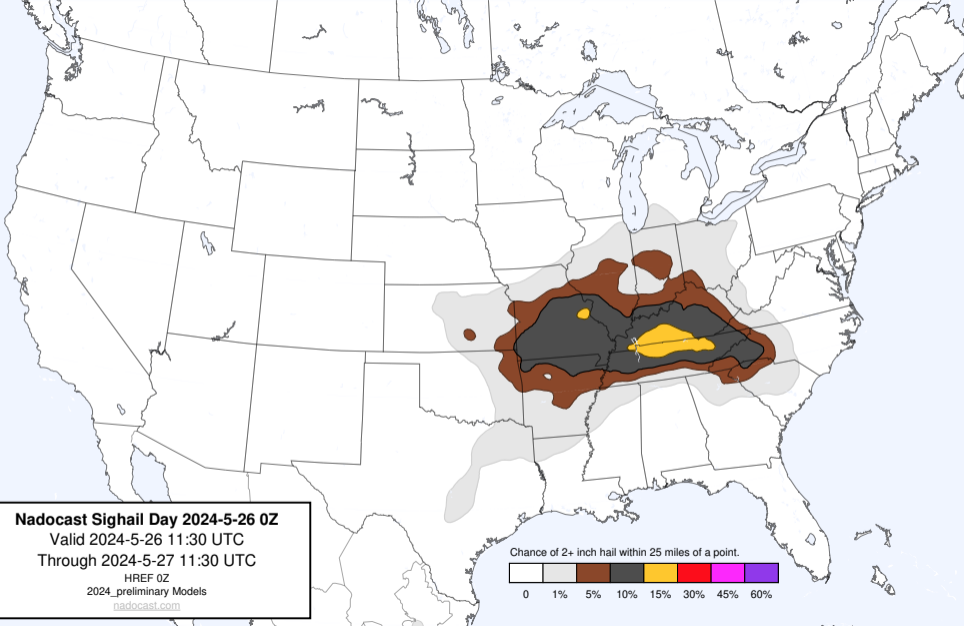 Nadocast Sighail Day 2024-5-26 0Z
Valid 2024-5-26 11:30 UTC
Through 2024-5-27 11:30 UTC
HREF 0Z
2024_preliminary Models
nadocast.com
Chance of 2+ inch hail within 25 miles of a point.
0 1% 5% 10% 15% 30% 45% 60%